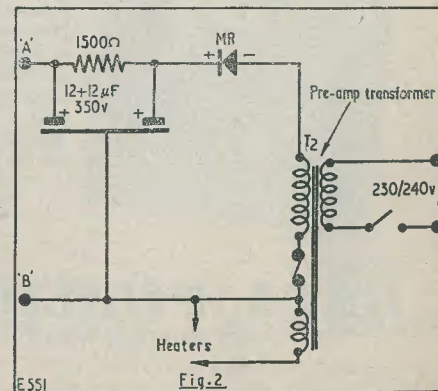 'A'
1500Ω
MR
+
-
12+12μF
350v
+
+
Pre-amp transformer
T2
230/240v
'B'
Heaters
Fig.2
E551